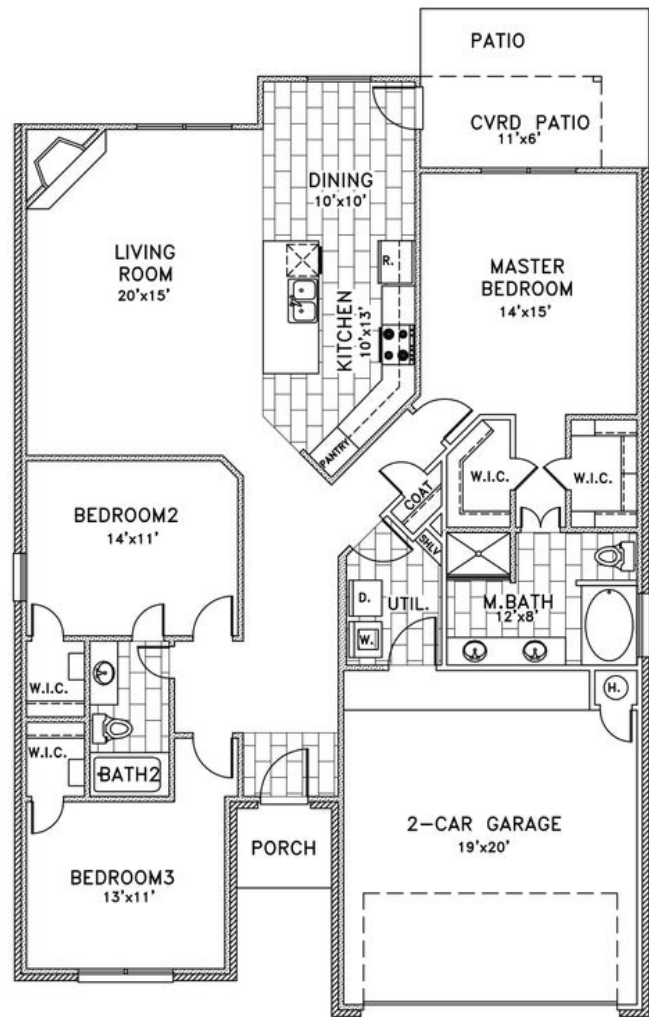 PATIO
CVRD PATIO
11'x6'
DINING
10'x10'
LIVING
ROOM
20'x15'
R.
KITCHEN
10'x13'
MASTER
BEDROOM
14'x15'
PANTRY
COAT
W.I.C.
W.I.C.
SHLV
BEDROOM2
14'x11'
D.
UTIL.
W.
M.BATH
12'x8'
W.I.C.
H.
W.I.C.
BATH2
PORCH
2-CAR GARAGE
19'x20'
BEDROOM3
13'x11'